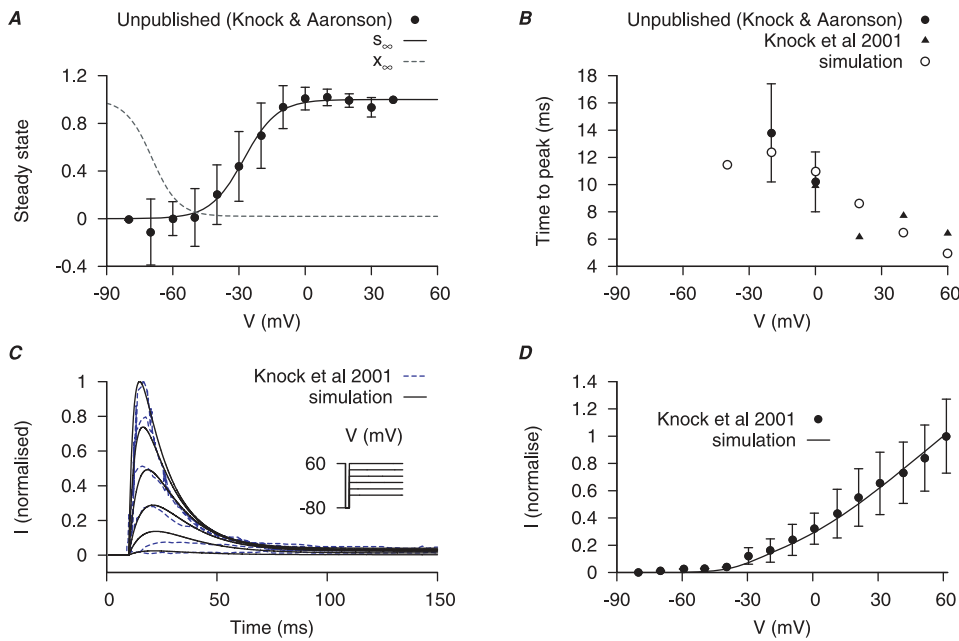 A
Unpublished (Knock & Aaronson)
s∞
x∞
1.2
0.8
0.4
0
-0.4
Steady state
-90 -60 -30 0 30 60
V (mV)
B
Unpublished (Knock & Aaronson)
Knock et al 2001
simulation
18
16
14
12
10
8
6
4
Time to peak (ms)
-90 -60 -30 0 30 60
V (mV)
C
Knock et al 2001
simulation
V (mV)
60
-80
1
0.8
0.6
0.4
0.2
0
I (normalised)
0 50 100 150
Time (ms)
D
Knock et al 2001
simulation
1.4
1.2
1
0.8
0.6
0.4
0.2
0
I (normalise)
-90 -60 -30 0 30 60
V (mV)